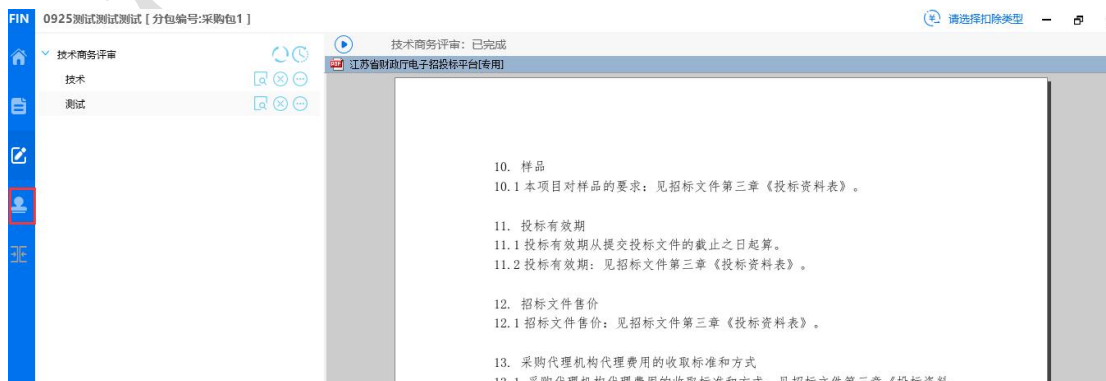 FIN 0925测试测试测试 [ 分包编号:采购包1 ] 请选择扣除类型
技术商务评审
技术
测试
技术商务评审: 已完成
江苏省财政厅电子招投标平台[专用]
10. 样品
10.1 本项目对样品的要求: 见招标文件第三章《投标资料表》。
11. 投标有效期
11.1 投标有效期从提交投标文件的截止之日起算。
11.2 投标有效期: 见招标文件第三章《投标资料表》。
12. 招标文件售价
12.1 招标文件售价: 见招标文件第三章《投标资料表》。
13. 采购代理机构代理费用的收取标准和方式